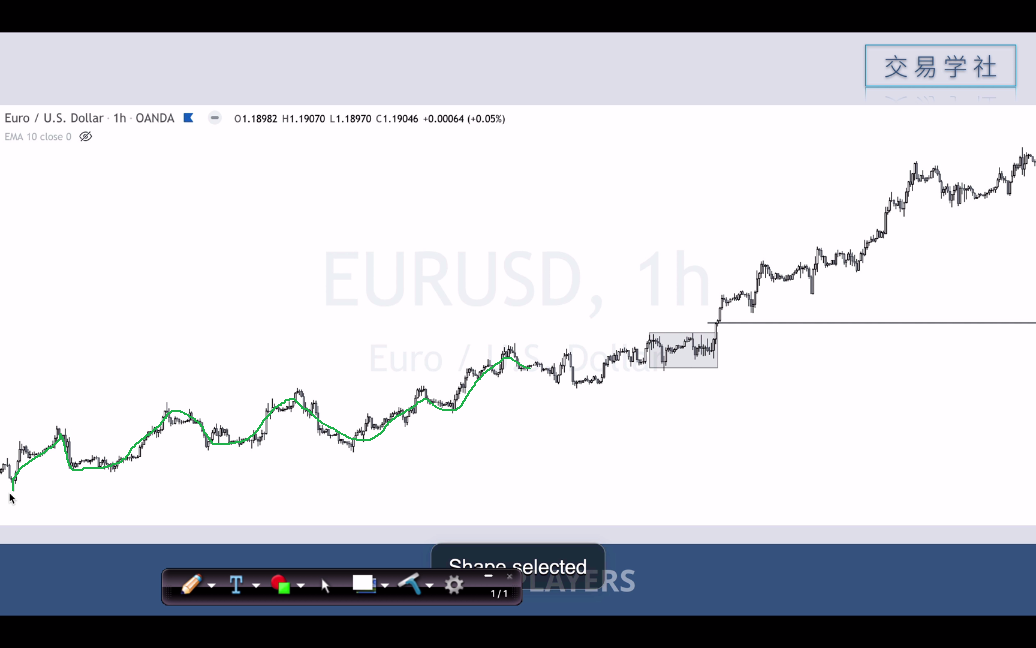 交易学社
Euro / U.S. Dollar · 1h · OANDA O1.18982 H1.19070 L1.18970 C1.19046 +0.00064 (+0.05%)
EMA 10 close 0
EURUSD, 1h
Euro / U.S. Dollar
Shape selected
PLAYERS
T
1/1